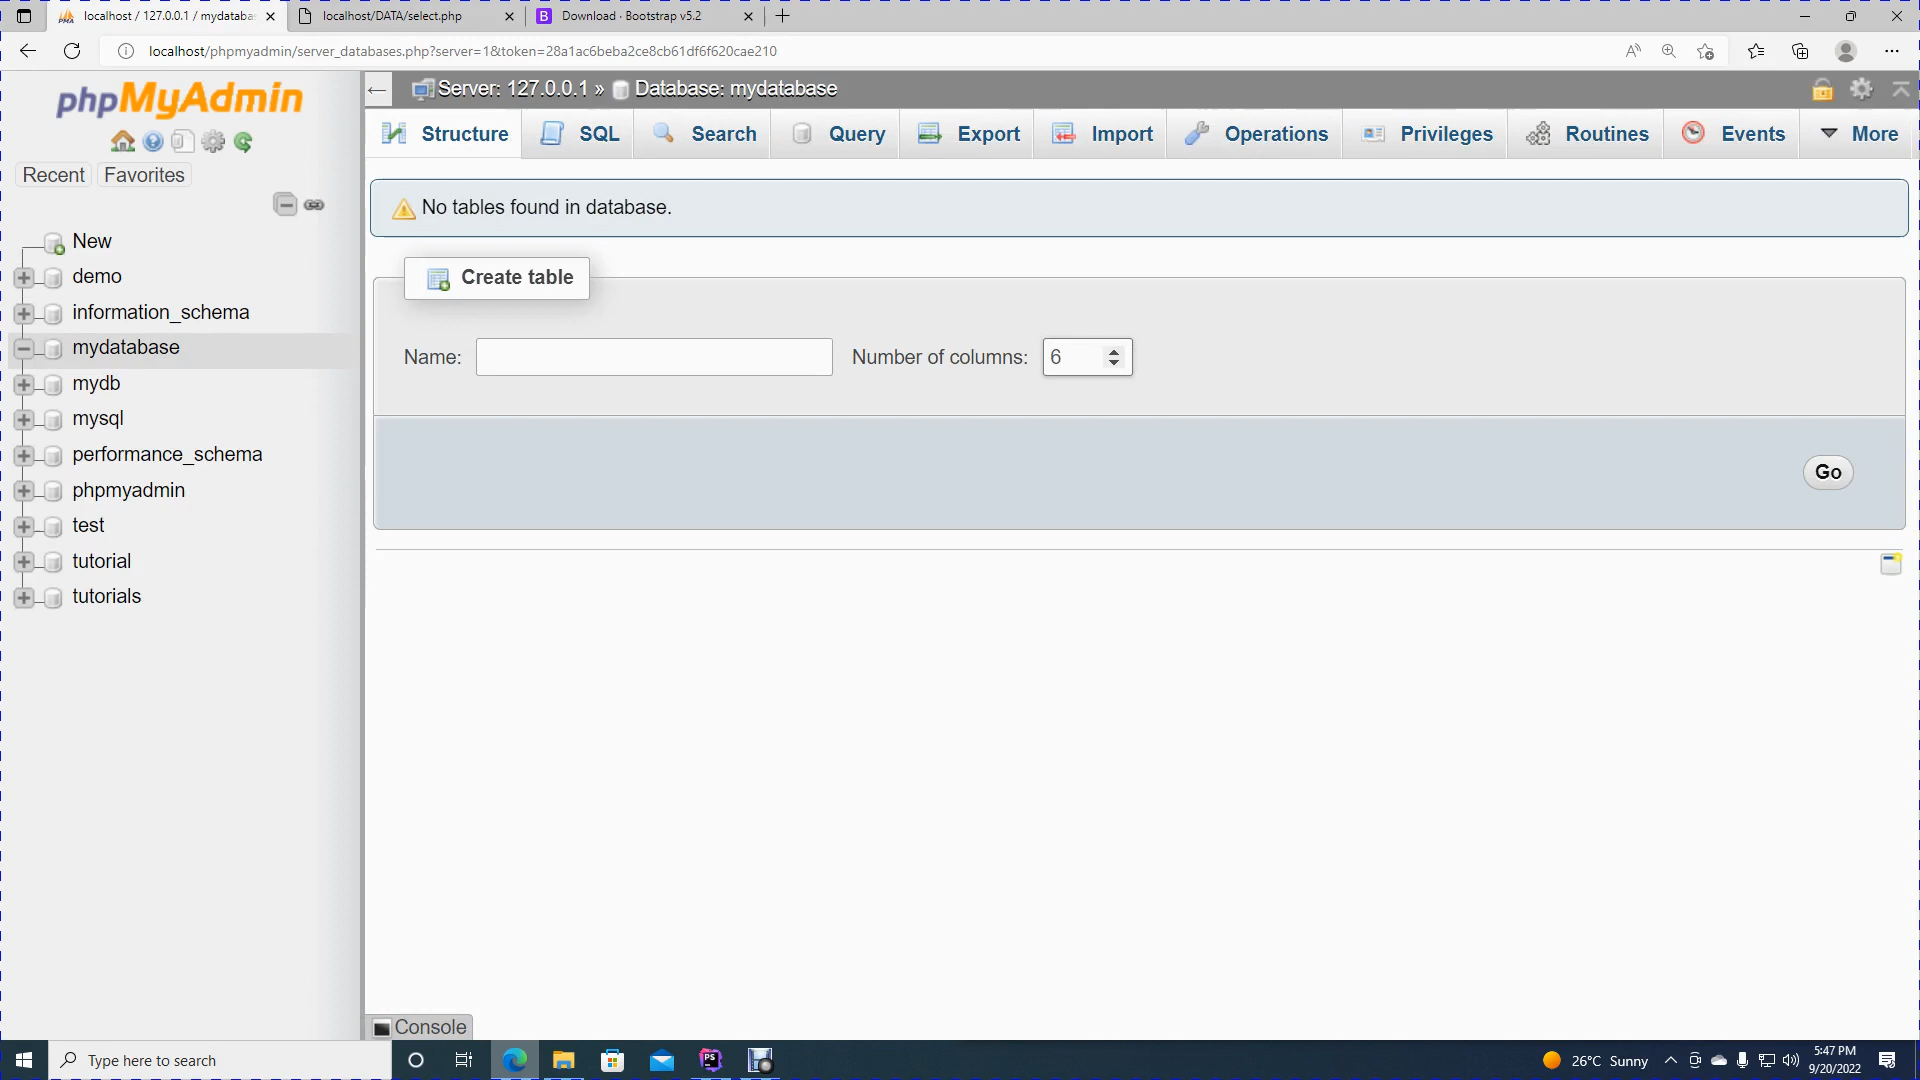 localhost / 127.0.0.1 / mydatabas
localhost/DATA/select.php
B
Download · Bootstrap v5.2
localhost/phpmyadmin/server_databases.php?server=1&token=28a1ac6beba2ce8cb61df6f620cae210
phpMyAdmin
Recent
Favorites
New
demo
information_schema
mydatabase
mydb
mysql
performance_schema
phpmyadmin
test
tutorial
tutorials
Server: 127.0.0.1 » Database: mydatabase
Structure
SQL
Search
Query
Export
Import
Operations
Privileges
Routines
Events
More
No tables found in database.
Create table
Name:
Number of columns: 6
Go
Console
Type here to search
PS
26°C Sunny
5:47 PM
9/20/2022